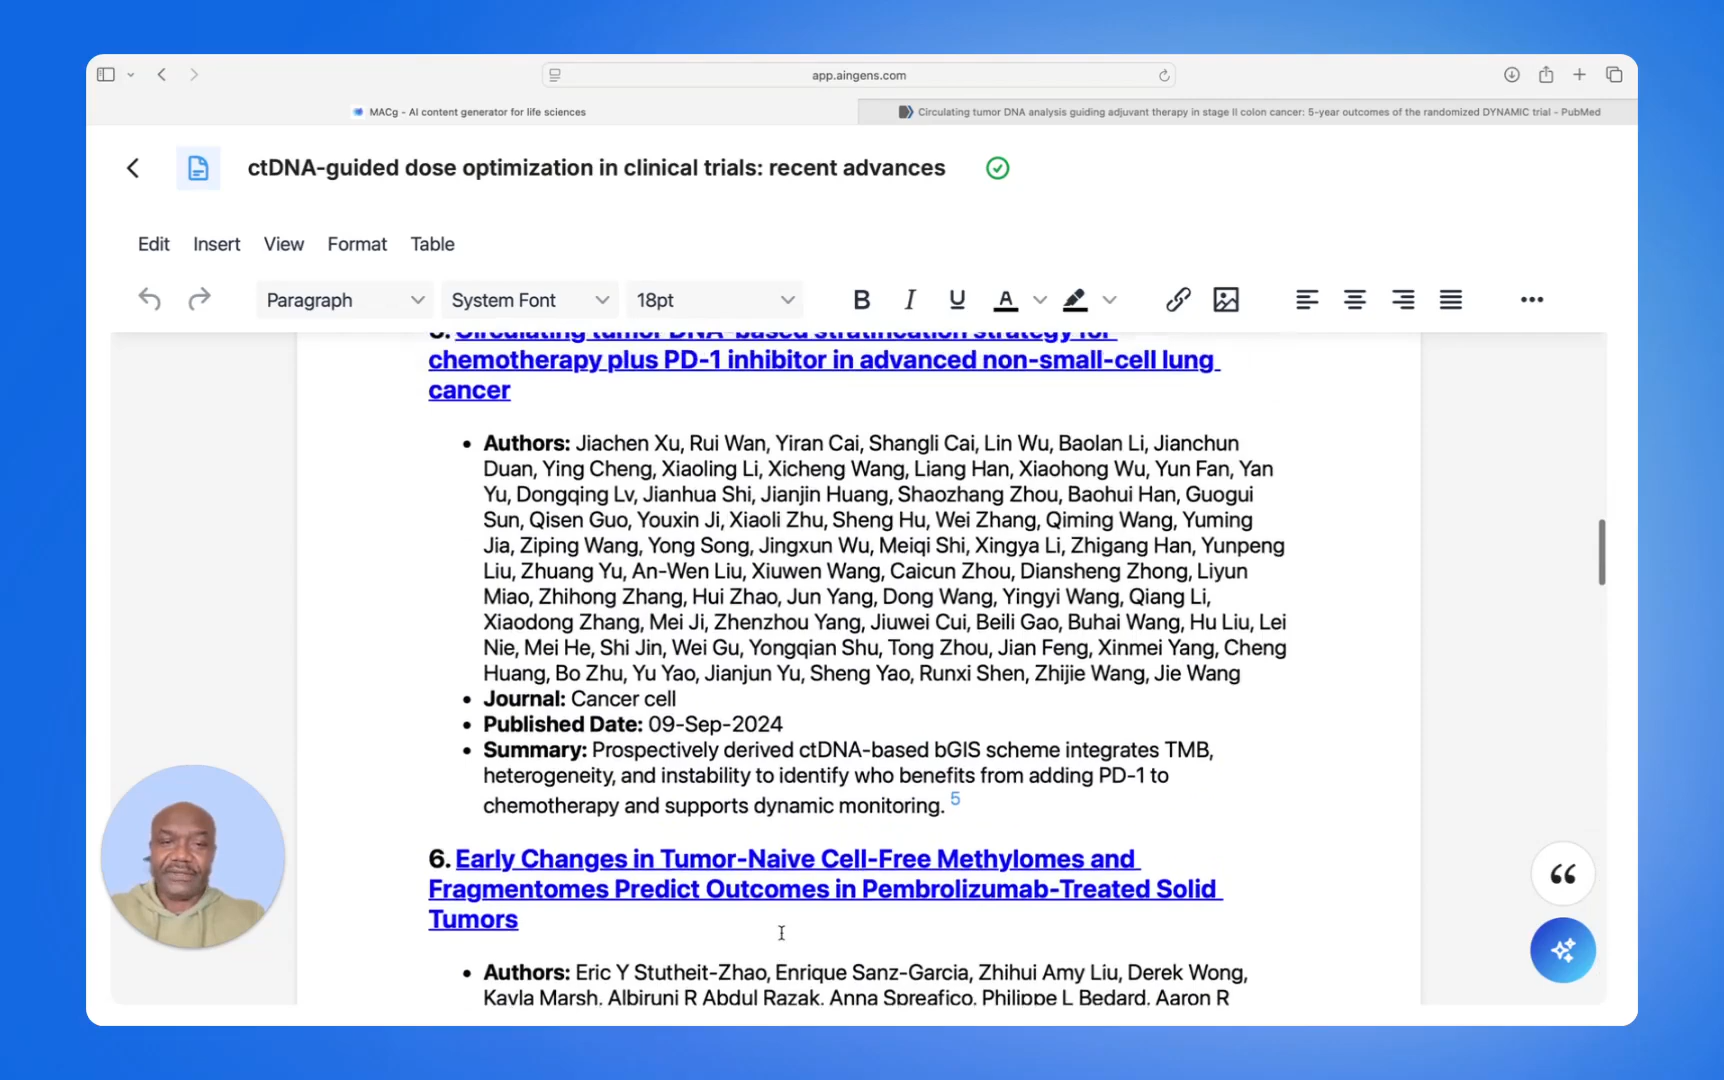 app.aingens.com
MACg - AI content generator for life sciences
Circulating tumor DNA analysis guiding adjuvant therapy in stage II colon cancer: 5-year outcomes of the randomized DYNAMIC trial - PubMed
ctDNA-guided dose optimization in clinical trials: recent advances
Edit Insert View Format Table
Paragraph System Font 18pt B I U A
5. Circulating tumor DNA-based stratification strategy for
chemotherapy plus PD-1 inhibitor in advanced non-small-cell lung
cancer
• Authors: Jiachen Xu, Rui Wan, Yiran Cai, Shangli Cai, Lin Wu, Baolan Li, Jianchun
Duan, Ying Cheng, Xiaoling Li, Xicheng Wang, Liang Han, Xiaohong Wu, Yun Fan, Yan
Yu, Dongqing Lv, Jianhua Shi, Jianjin Huang, Shaozhang Zhou, Baohui Han, Guogui
Sun, Qisen Guo, Youxin Ji, Xiaoli Zhu, Sheng Hu, Wei Zhang, Qiming Wang, Yuming
Jia, Ziping Wang, Yong Song, Jingxun Wu, Meiqi Shi, Xingya Li, Zhigang Han, Yunpeng
Liu, Zhuang Yu, An-Wen Liu, Xiuwen Wang, Caicun Zhou, Diansheng Zhong, Liyun
Miao, Zhihong Zhang, Hui Zhao, Jun Yang, Dong Wang, Yingyi Wang, Qiang Li,
Xiaodong Zhang, Mei Ji, Zhenzhou Yang, Jiuwei Cui, Beili Gao, Buhai Wang, Hu Liu, Lei
Nie, Mei He, Shi Jin, Wei Gu, Yongqian Shu, Tong Zhou, Jian Feng, Xinmei Yang, Cheng
Huang, Bo Zhu, Yu Yao, Jianjun Yu, Sheng Yao, Runxi Shen, Zhijie Wang, Jie Wang
• Journal: Cancer cell
• Published Date: 09-Sep-2024
• Summary: Prospectively derived ctDNA-based bGIS scheme integrates TMB,
heterogeneity, and instability to identify who benefits from adding PD-1 to
chemotherapy and supports dynamic monitoring. 5
6. Early Changes in Tumor-Naive Cell-Free Methylomes and
Fragmentomes Predict Outcomes in Pembrolizumab-Treated Solid
Tumors
• Authors: Eric Y Stutheit-Zhao, Enrique Sanz-Garcia, Zhihui Amy Liu, Derek Wong,
Kayla Marsh, Albiruni R Abdul Razak, Anna Spreafico, Philippe L Bedard, Aaron R